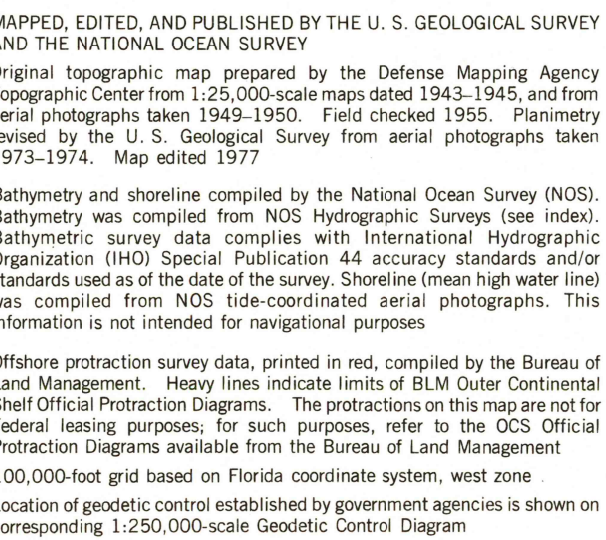 MAPPED, EDITED, AND PUBLISHED BY THE U. S. GEOLOGICAL SURVEY
AND THE NATIONAL OCEAN SURVEY
Original topographic map prepared by the Defense Mapping Agency
Topographic Center from 1:25,000-scale maps dated 1943–1945, and from
aerial photographs taken 1949–1950. Field checked 1955. Planimetry
revised by the U. S. Geological Survey from aerial photographs taken
1973–1974. Map edited 1977
Bathymetry and shoreline compiled by the National Ocean Survey (NOS).
Bathymetry was compiled from NOS Hydrographic Surveys (see index).
Bathymetric survey data complies with International Hydrographic
Organization (IHO) Special Publication 44 accuracy standards and/or
standards used as of the date of the survey. Shoreline (mean high water line)
was compiled from NOS tide-coordinated aerial photographs. This
information is not intended for navigational purposes
Offshore protraction survey data, printed in red, compiled by the Bureau of
Land Management. Heavy lines indicate limits of BLM Outer Continental
Shelf Official Protraction Diagrams. The protractions on this map are not for
federal leasing purposes; for such purposes, refer to the OCS Official
Protraction Diagrams available from the Bureau of Land Management
100,000-foot grid based on Florida coordinate system, west zone
Location of geodetic control established by government agencies is shown on
corresponding 1:250,000-scale Geodetic Control Diagram